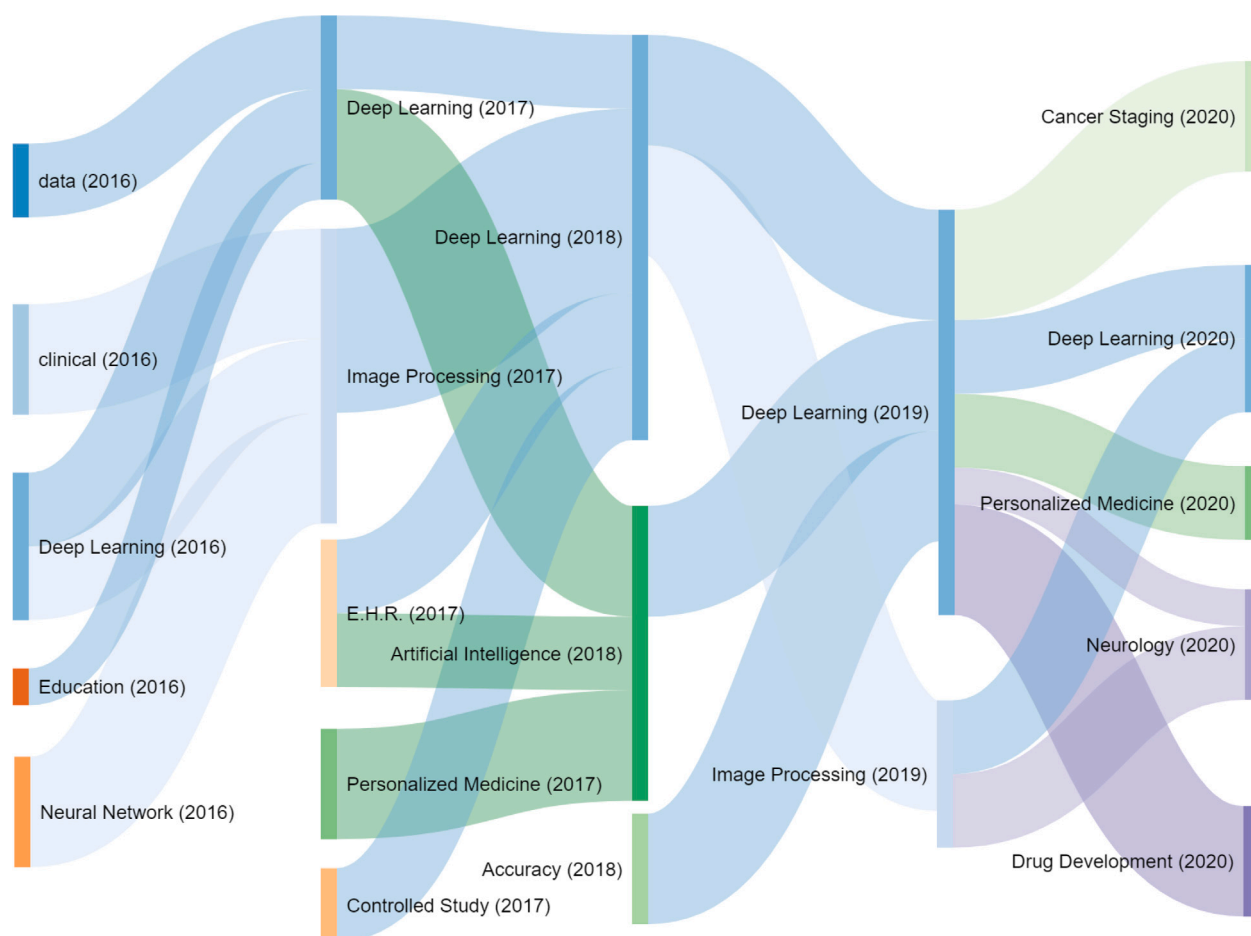 data (2016)
clinical (2016)
Deep Learning (2016)
Education (2016)
Neural Network (2016)
Deep Learning (2017)
Image Processing (2017)
E.H.R. (2017)
Personalized Medicine (2017)
Controlled Study (2017)
Deep Learning (2018)
Artificial Intelligence (2018)
Accuracy (2018)
Deep Learning (2019)
Image Processing (2019)
Cancer Staging (2020)
Deep Learning (2020)
Personalized Medicine (2020)
Neurology (2020)
Drug Development (2020)